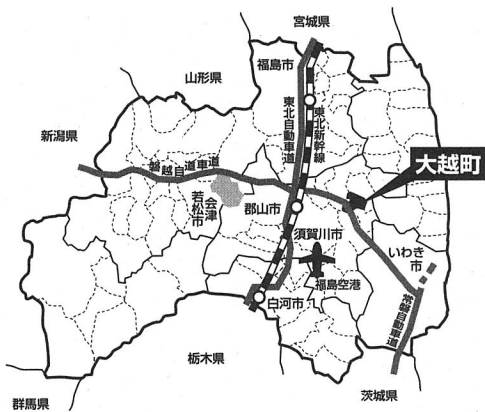 宮城県
山形県
福島市
新潟県
東北自動車道
東北新幹線
磐越自動車道
大越町
会津
若松市
郡山市
須賀川市
いわき
市
福島空港
白河市
常磐自動車道
栃木県
群馬県
茨城県